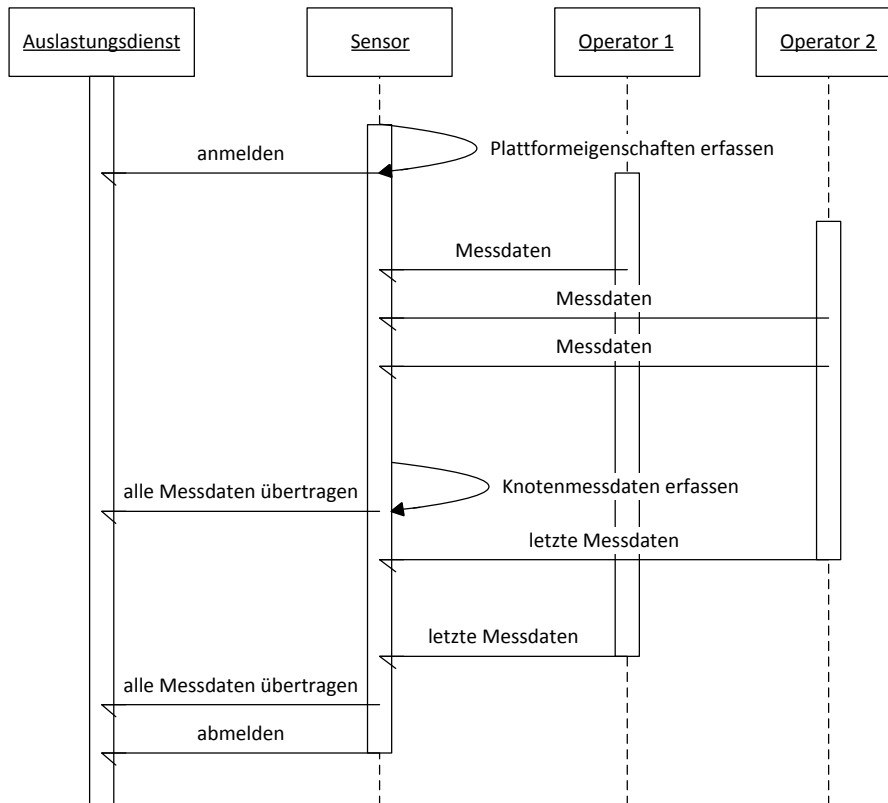 Auslastungsdienst
Sensor
Operator 1
Operator 2
Plattformeigenschaften erfassen
anmelden
Messdaten
Messdaten
Messdaten
Knotenmessdaten erfassen
alle Messdaten übertragen
letzte Messdaten
letzte Messdaten
alle Messdaten übertragen
abmelden